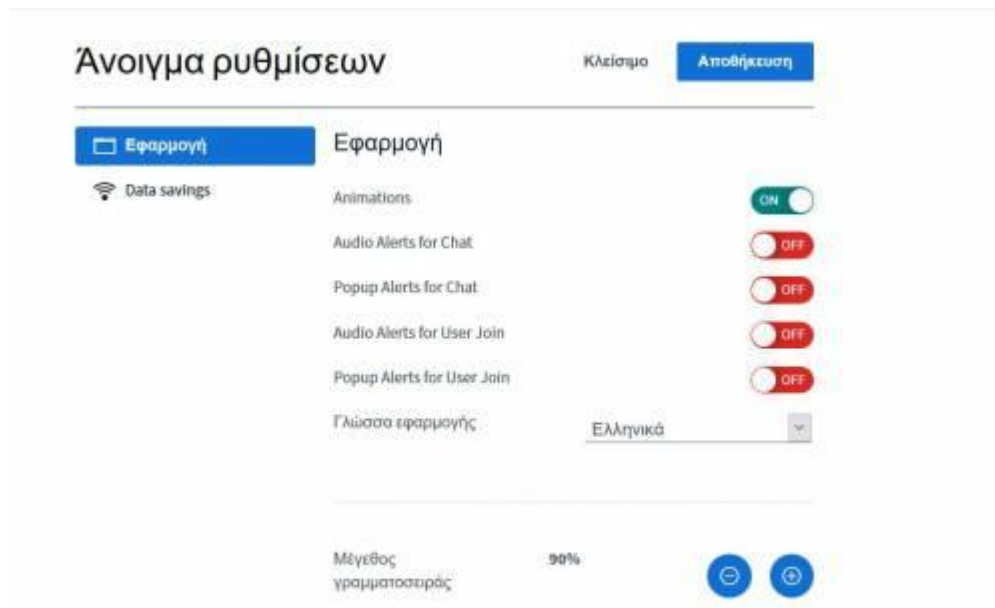 Άνοιγμα ρυθμίσεων
Κλείσιμο
Αποθήκευση
Εφαρμογή
Data savings
Εφαρμογή
Animations
ON
Audio Alerts for Chat
OFF
Popup Alerts for Chat
OFF
Audio Alerts for User Join
OFF
Popup Alerts for User Join
OFF
Γλώσσα εφαρμογής
Ελληνικά
Μέγεθος
γραμματοσειράς
90%